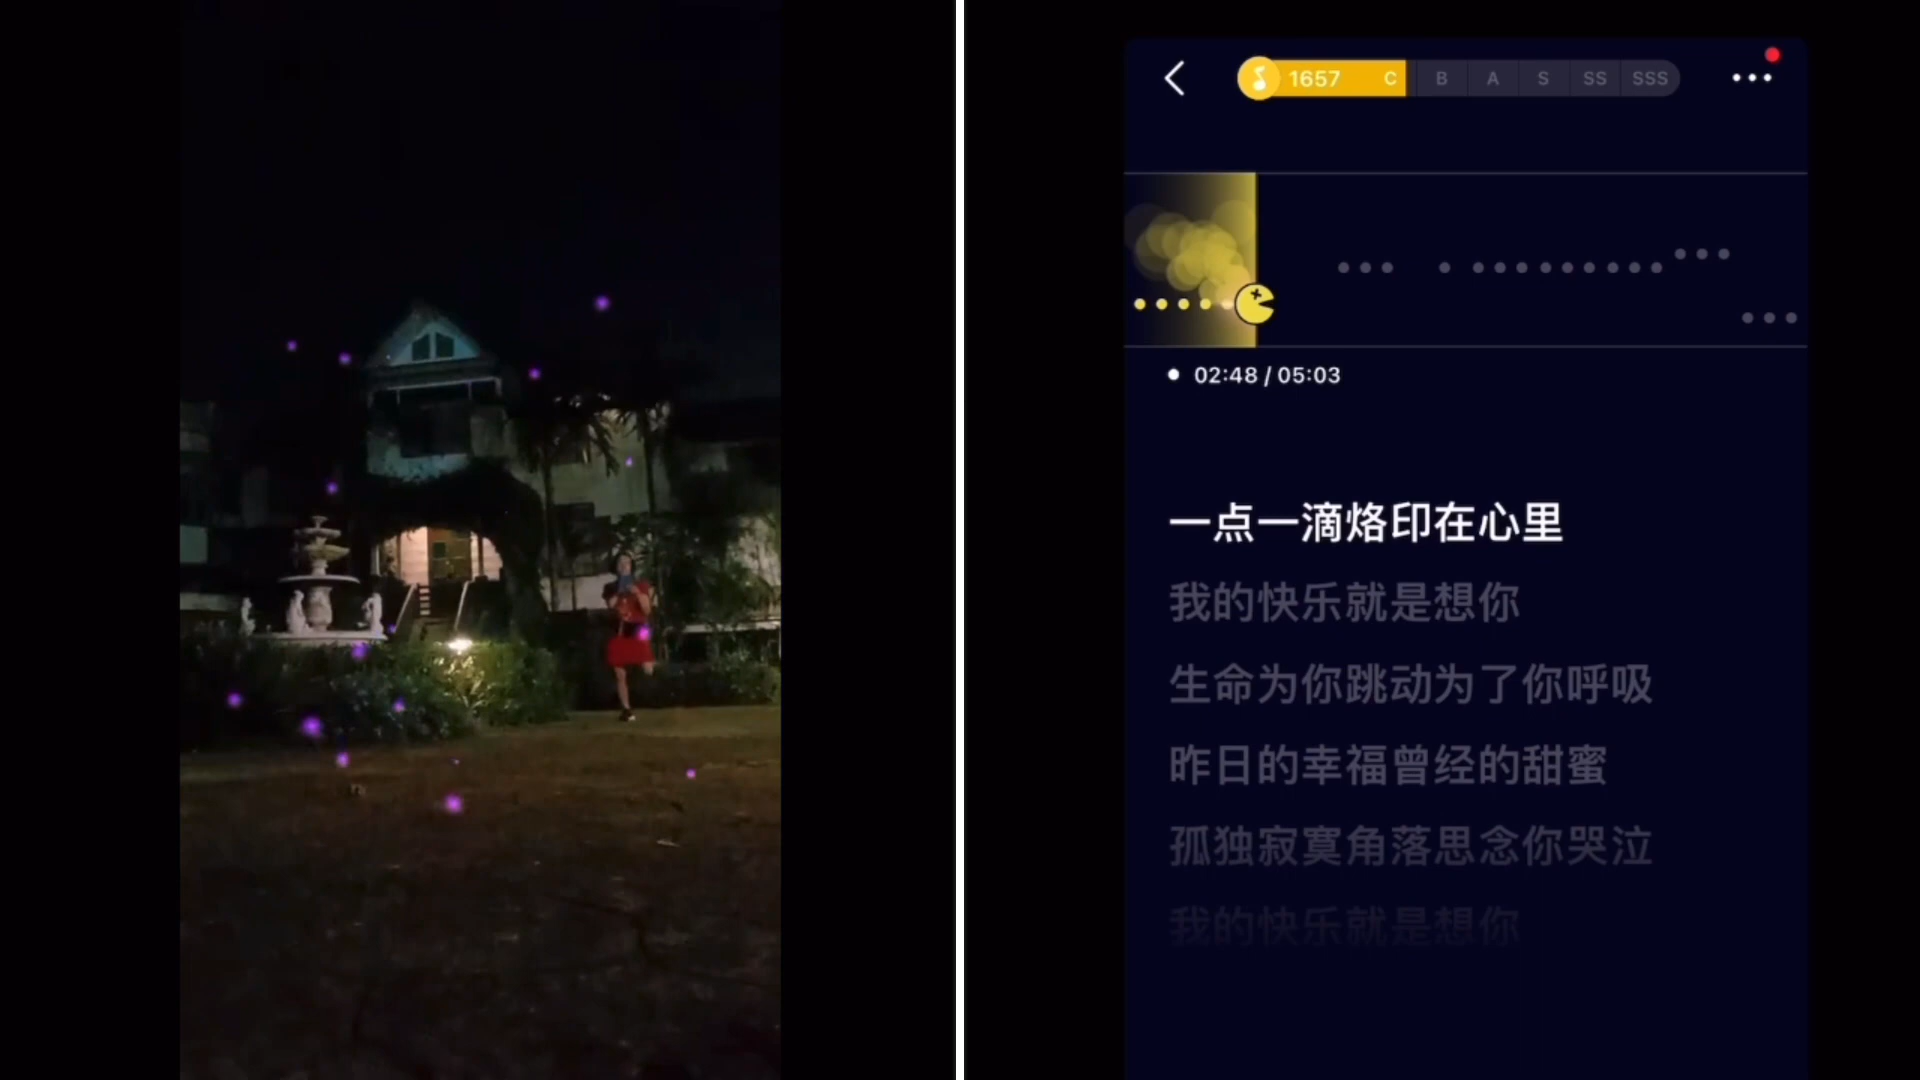 1657 C B A S SS SSS
02:48 / 05:03
一点一滴烙印在心里
我的快乐就是想你
生命为你跳动为了你呼吸
昨日的幸福曾经的甜蜜
孤独寂寞角落思念你哭泣
我的快乐就是想你